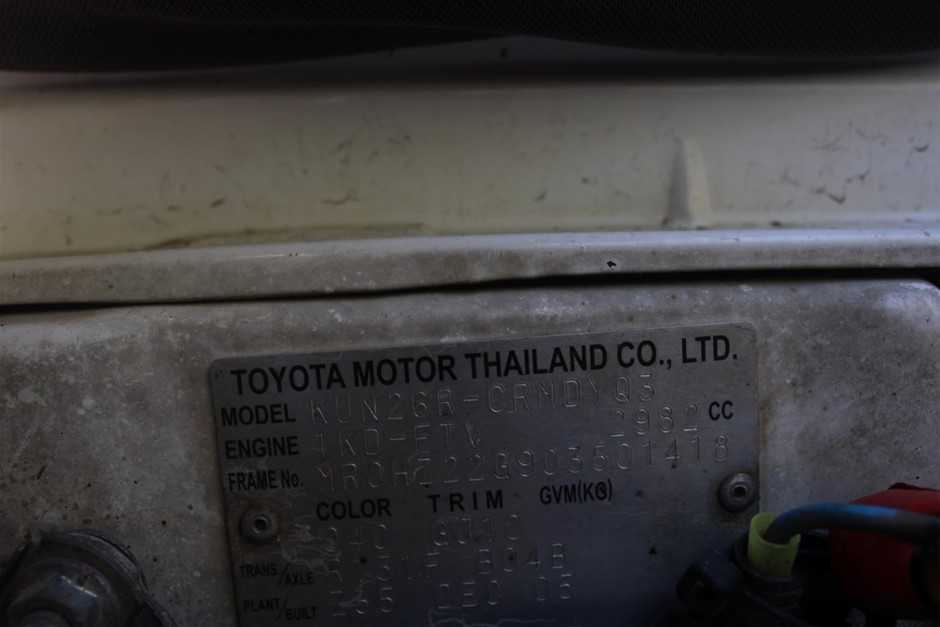 TOYOTA MOTOR THAILAND CO., LTD.
MODEL KUN26R-CRMDYQ3
ENGINE 1KD-FTV 2982 CC
FRAME No.
COLOR TRIM GVM(KG)
040
TRANS./AXLE B04B
PLANT/BUILT DEC 05